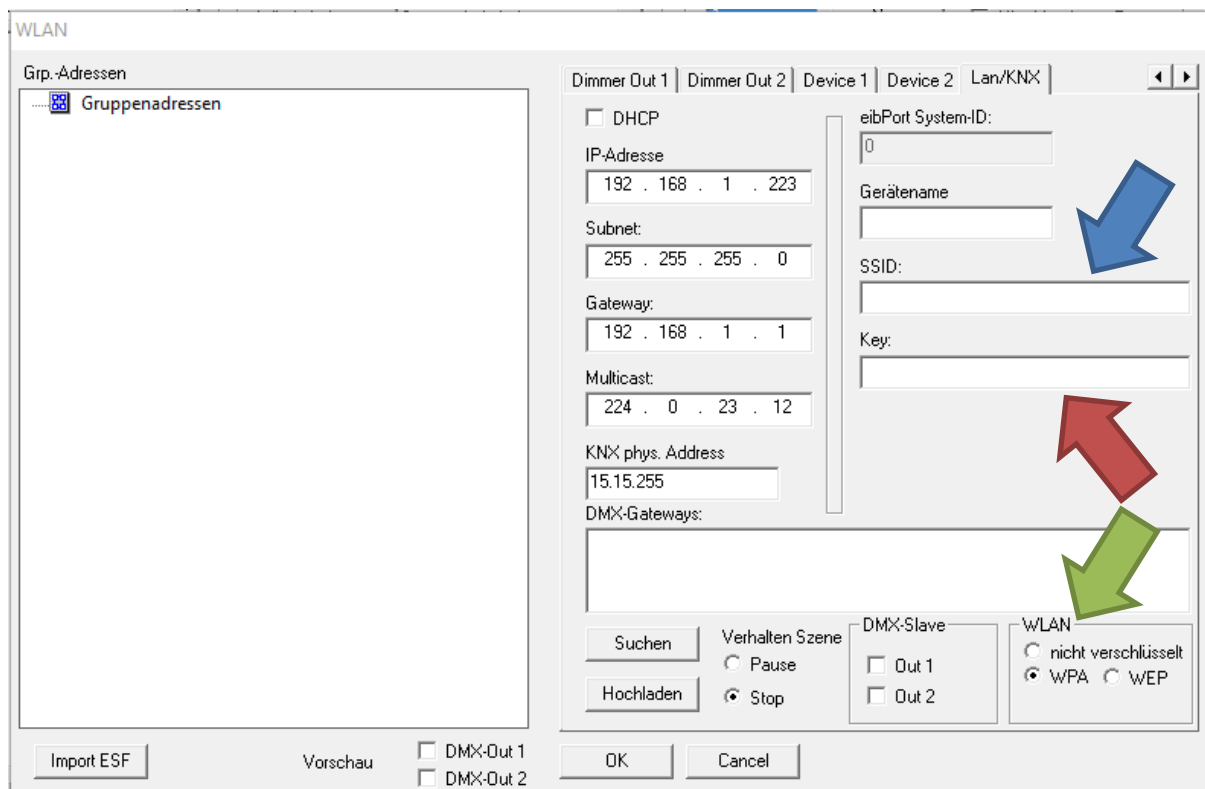 WLAN
Grp.-Adressen
Gruppenadressen
Dimmer Out 1 Dimmer Out 2 Device 1 Device 2 Lan/KNX
DHCP
IP-Adresse
192 . 168 . 1 . 223
Subnet:
255 . 255 . 255 . 0
Gateway:
192 . 168 . 1 . 1
Multicast:
224 . 0 . 23 . 12
KNX phys. Address
15.15.255
eibPort System-ID:
0
Gerätename
SSID:
Key:
DMX-Gateways:
Suchen
Hochladen
Verhalten Szene
Pause
Stop
DMX-Slave
Out 1
Out 2
WLAN
nicht verschlüsselt
WPA WEP
Import ESF
Vorschau
DMX-Out 1
DMX-Out 2
OK
Cancel